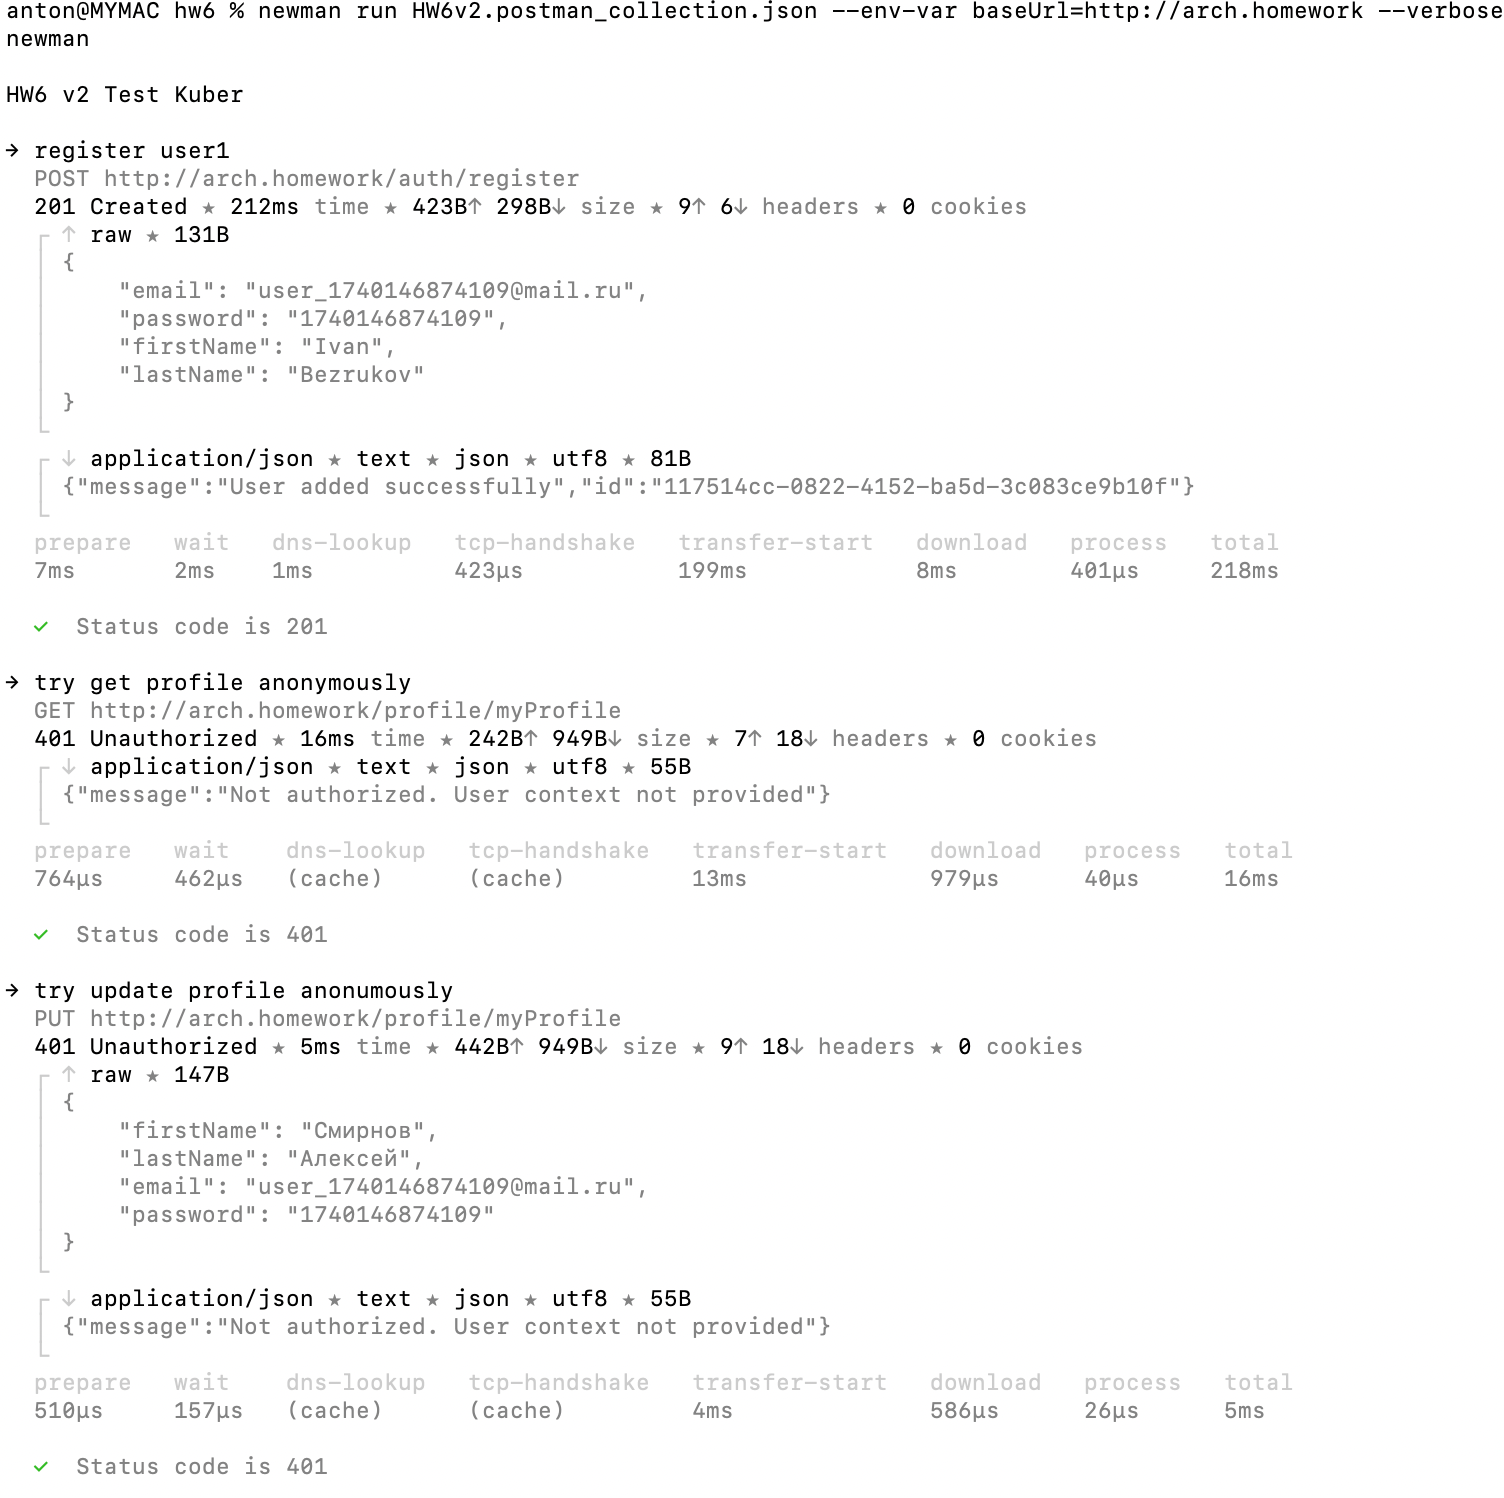 anton@MYMAC hw6 % newman run HW6v2.postman_collection.json --env-var baseUrl=http://arch.homework --verbose
newman
HW6 v2 Test Kuber
→ register user1
POST http://arch.homework/auth/register
201 Created ★ 212ms time ★ 423B↑ 298B↓ size ★ 9↑ 6↓ headers ★ 0 cookies
┌ ↑ raw ★ 131B
│ {
│     "email": "user_1740146874109@mail.ru",
│     "password": "1740146874109",
│     "firstName": "Ivan",
│     "lastName": "Bezrukov"
│ }
└
┌ ↓ application/json ★ text ★ json ★ utf8 ★ 81B
│ {"message":"User added successfully","id":"117514cc-0822-4152-ba5d-3c083ce9b10f"}
└
prepare   wait   dns-lookup   tcp-handshake   transfer-start   download   process   total
7ms       2ms    1ms          423µs           199ms            8ms        401µs     218ms
✓  Status code is 201
→ try get profile anonymously
GET http://arch.homework/profile/myProfile
401 Unauthorized ★ 16ms time ★ 242B↑ 949B↓ size ★ 7↑ 18↓ headers ★ 0 cookies
┌ ↓ application/json ★ text ★ json ★ utf8 ★ 55B
│ {"message":"Not authorized. User context not provided"}
└
prepare   wait    dns-lookup   tcp-handshake   transfer-start   download   process   total
764µs     462µs   (cache)      (cache)         13ms             979µs      40µs      16ms
✓  Status code is 401
→ try update profile anonumously
PUT http://arch.homework/profile/myProfile
401 Unauthorized ★ 5ms time ★ 442B↑ 949B↓ size ★ 9↑ 18↓ headers ★ 0 cookies
┌ ↑ raw ★ 147B
│ {
│     "firstName": "Смирнов",
│     "lastName": "Алексей",
│     "email": "user_1740146874109@mail.ru",
│     "password": "1740146874109"
│ }
└
┌ ↓ application/json ★ text ★ json ★ utf8 ★ 55B
│ {"message":"Not authorized. User context not provided"}
└
prepare   wait    dns-lookup   tcp-handshake   transfer-start   download   process   total
510µs     157µs   (cache)      (cache)         4ms              586µs      26µs      5ms
✓  Status code is 401